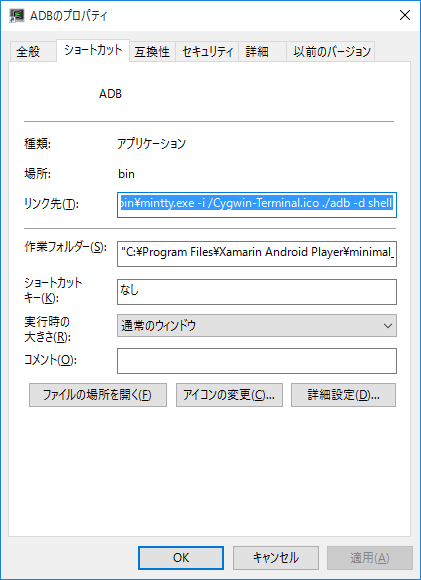 ADBのプロパティ
全般 ショートカット 互換性 セキュリティ 詳細 以前のバージョン
ADB
種類: アプリケーション
場所: bin
リンク先(T): bin¥mintty.exe -i /Cygwin-Terminal.ico ./adb -d shell
作業フォルダー(S): "C:¥Program Files¥Xamarin Android Player¥minimal_
ショートカット
キー(K): なし
実行時の
大きさ(R): 通常のウィンドウ
コメント(O):
ファイルの場所を開く(F) アイコンの変更(C)... 詳細設定(D)...
OK キャンセル 適用(A)